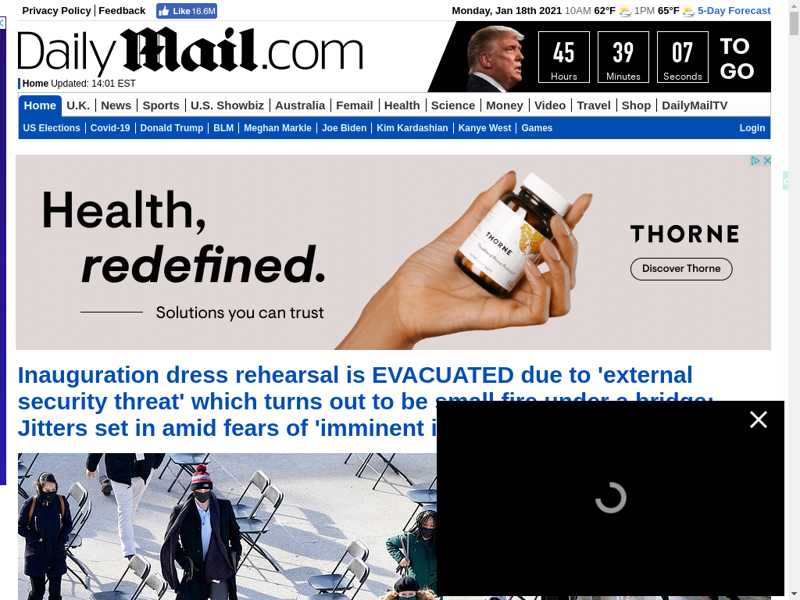 Privacy Policy | Feedback
Like 16.6M
Monday, Jan 18th 2021 10AM 62°F 1PM 65°F 5-Day Forecast
Daily Mail.com
45 Hours
39 Minutes
07 Seconds
TO GO
Home Updated: 14:01 EST
Home U.K. News Sports U.S. Showbiz Australia Femail Health Science Money Video Travel Shop DailyMailTV
US Elections Covid-19 Donald Trump BLM Meghan Markle Joe Biden Kim Kardashian Kanye West Games Login
Health,
redefined.
Solutions you can trust
THORNE
THORNE
Discover Thorne
Inauguration dress rehearsal is EVACUATED due to 'external
security threat' which turns out to be small fire under a bridge:
Jitters set in amid fears of 'imminent i